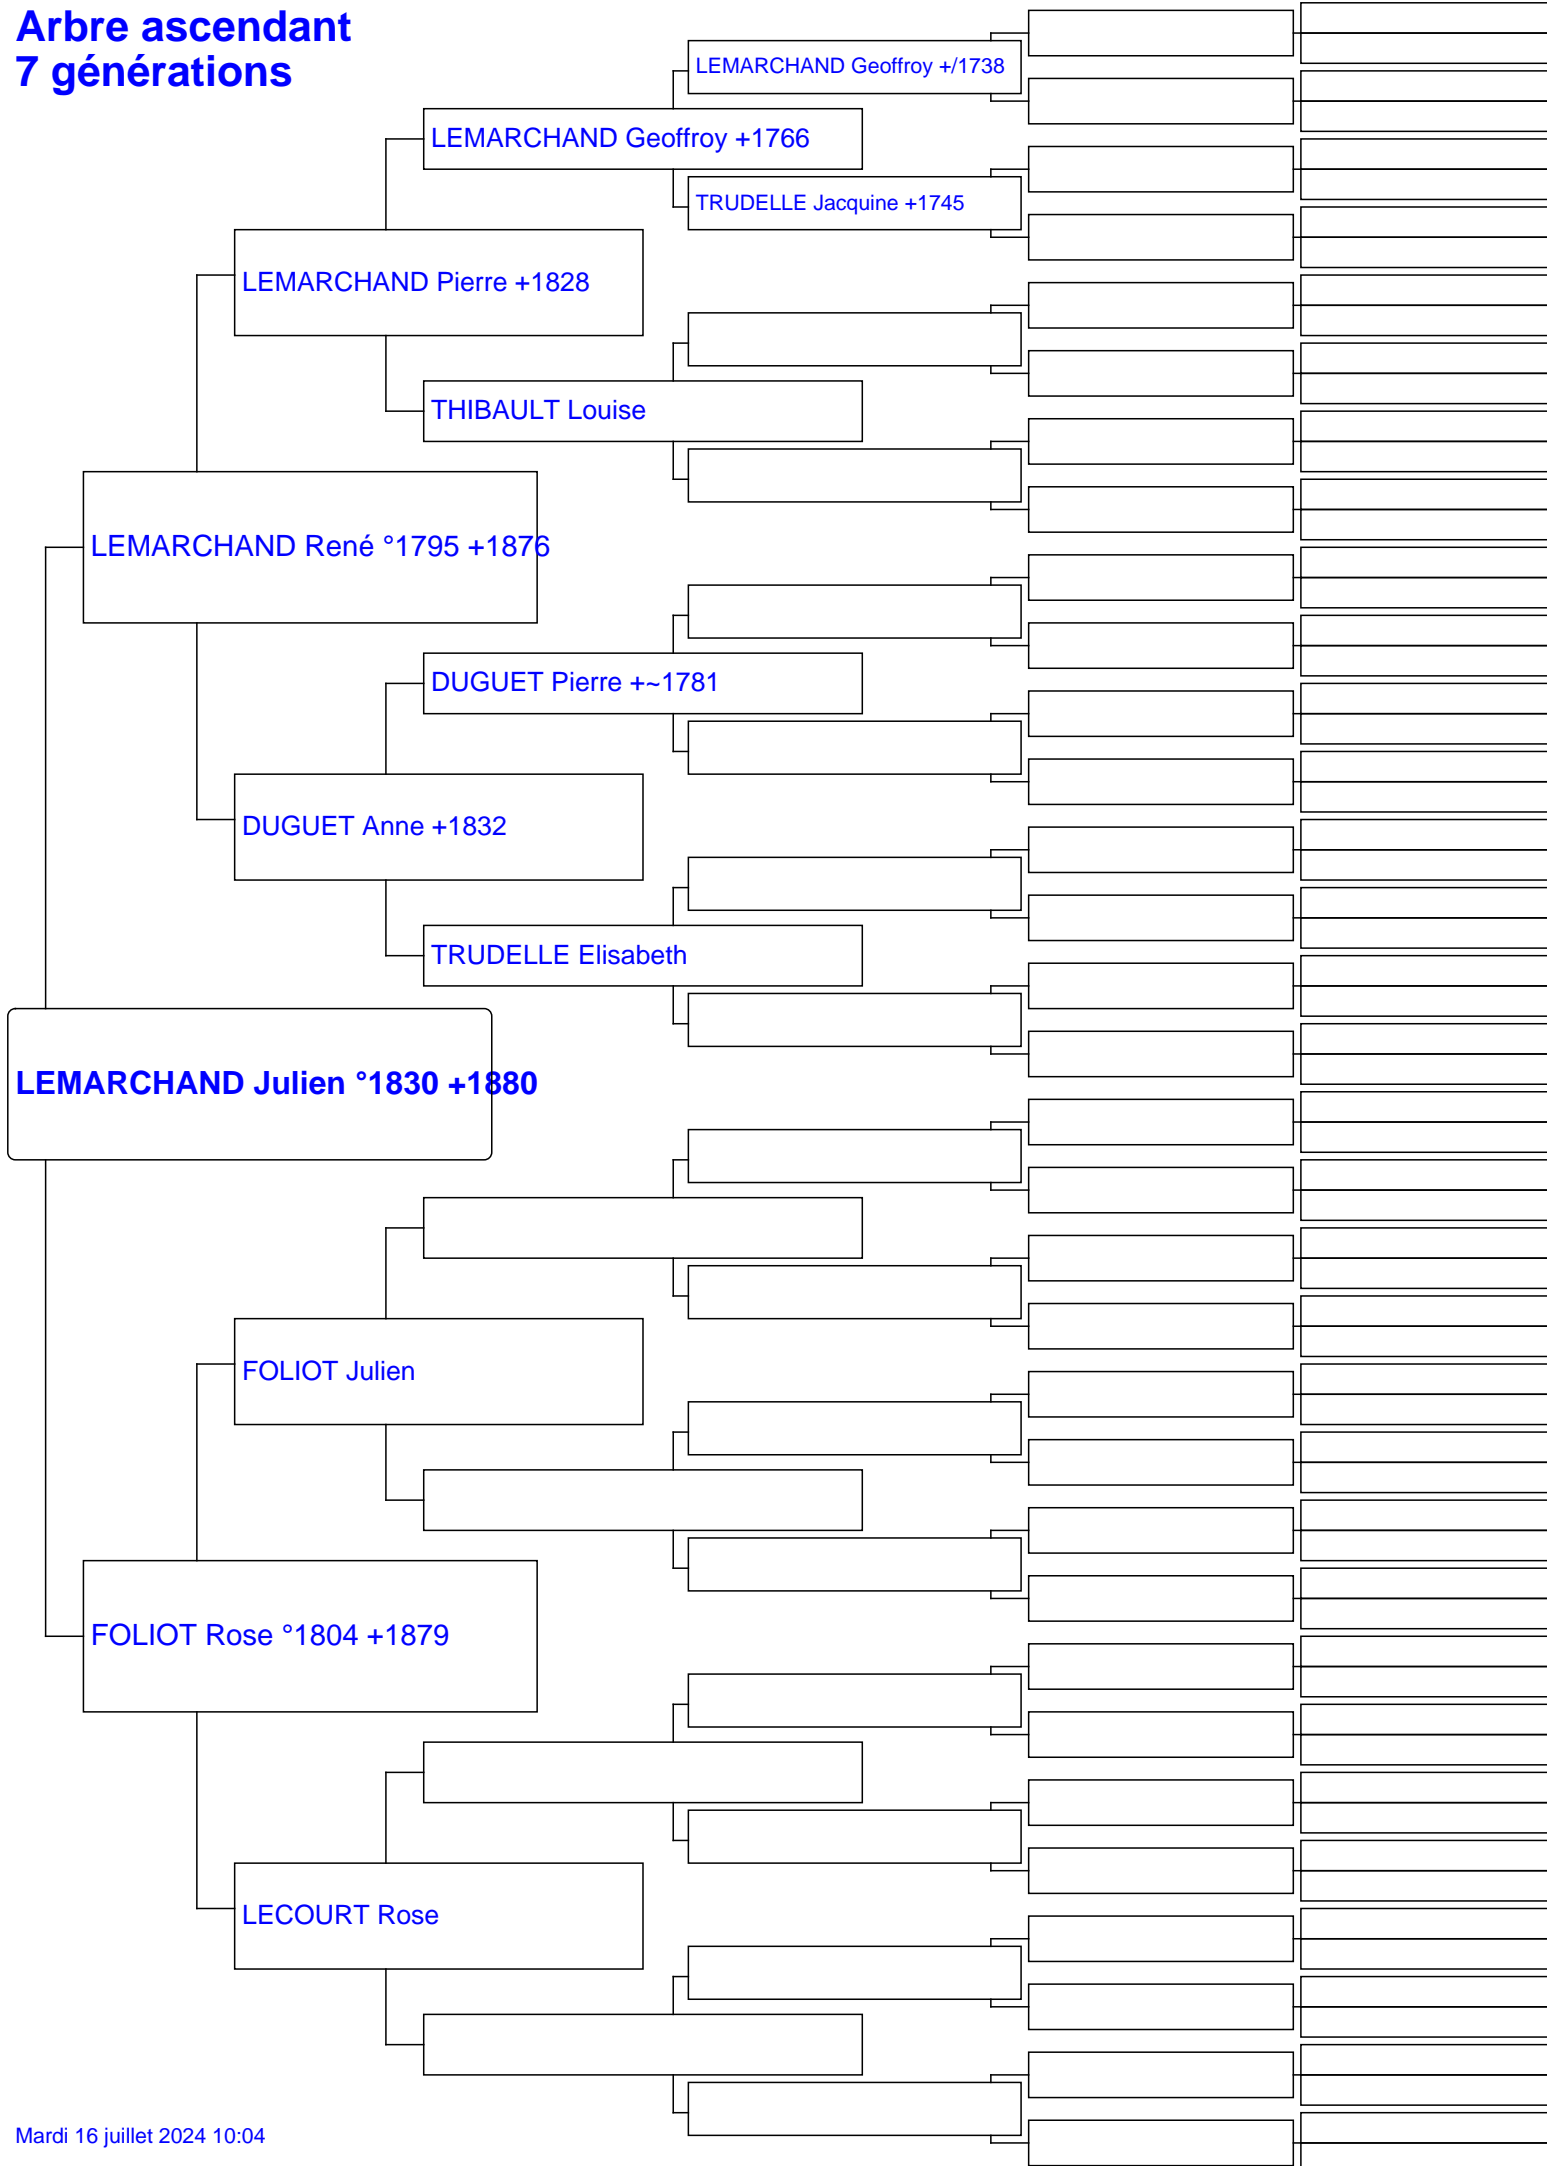 Arbre ascendant
7 générations
LEMARCHAND Geoffroy +/1738
LEMARCHAND Geoffroy +1766
TRUDELLE Jacquine +1745
LEMARCHAND Pierre +1828
THIBAULT Louise
LEMARCHAND René °1795 +1876
DUGUET Pierre +~1781
DUGUET Anne +1832
TRUDELLE Elisabeth
LEMARCHAND Julien °1830 +1880
FOLIOT Julien
FOLIOT Rose °1804 +1879
LECOURT Rose
Mardi 16 juillet 2024 10:04